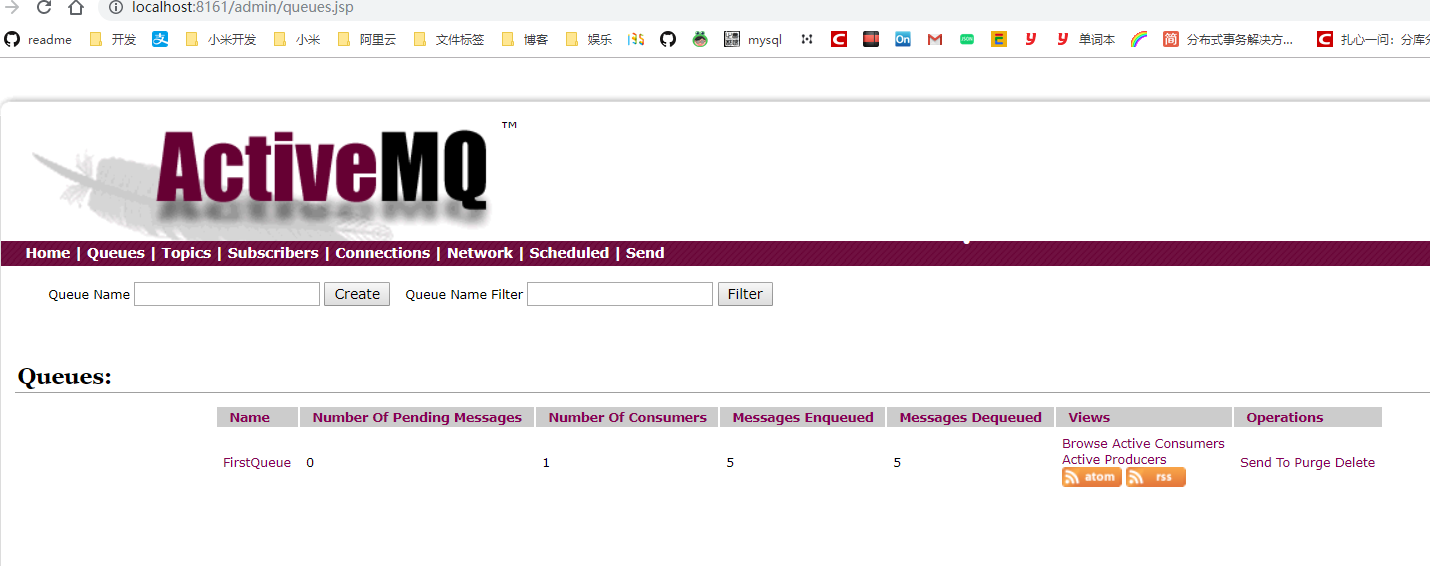 localhost:8161/admin/queues.jsp
readme 开发 小米开发 小米 阿里云 文件标签 博客 娱乐 mysql On 单词本 简 分布式事务解决方... 扎心一问：分库分
ActiveMQ ™
Home | Queues | Topics | Subscribers | Connections | Network | Scheduled | Send
Queue Name Create Queue Name Filter Filter
Queues:
Name Number Of Pending Messages Number Of Consumers Messages Enqueued Messages Dequeued Views Operations
FirstQueue 0 1 5 5 Browse Active Consumers
Active Producers
atom rss
Send To Purge Delete